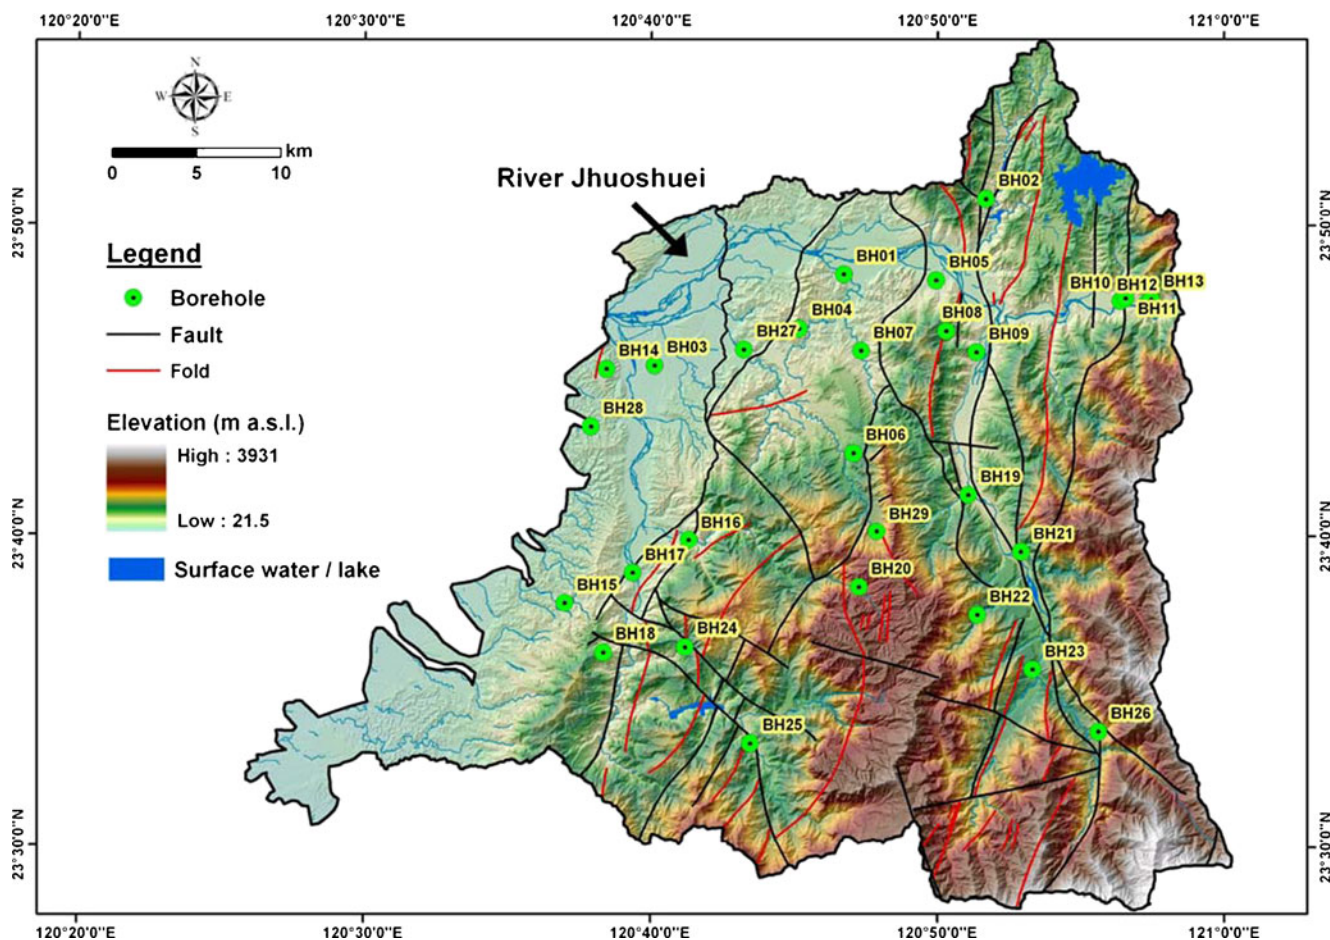 120°20'0"E 120°30'0"E 120°40'0"E 120°50'0"E 121°0'0"E
N
W E
S
km
0 5 10
River Jhuoshuei
BH02
23°50'0"N 23°50'0"N
Legend
BH01 BH05 BH10 BH12 BH13
Borehole
BH04 BH08 BH11
Fault
BH27 BH07 BH09
BH14 BH03
Fold
BH28
Elevation (m a.s.l.)
BH06
High : 3931
BH19
Low : 21.5
BH16 BH29 BH21
23°40'0"N 23°40'0"N
BH17
Surface water / lake
BH20
BH15 BH22
BH18 BH24
BH23
BH25 BH26
23°30'0"N 23°30'0"N
120°20'0"E 120°30'0"E 120°40'0"E 120°50'0"E 121°0'0"E